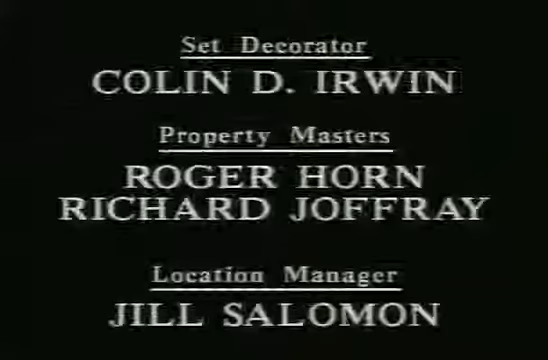 Set Decorator
COLIN D. IRWIN
Property Masters
ROGER HORN
RICHARD JOFFRAY
Location Manager
JILL SALOMON